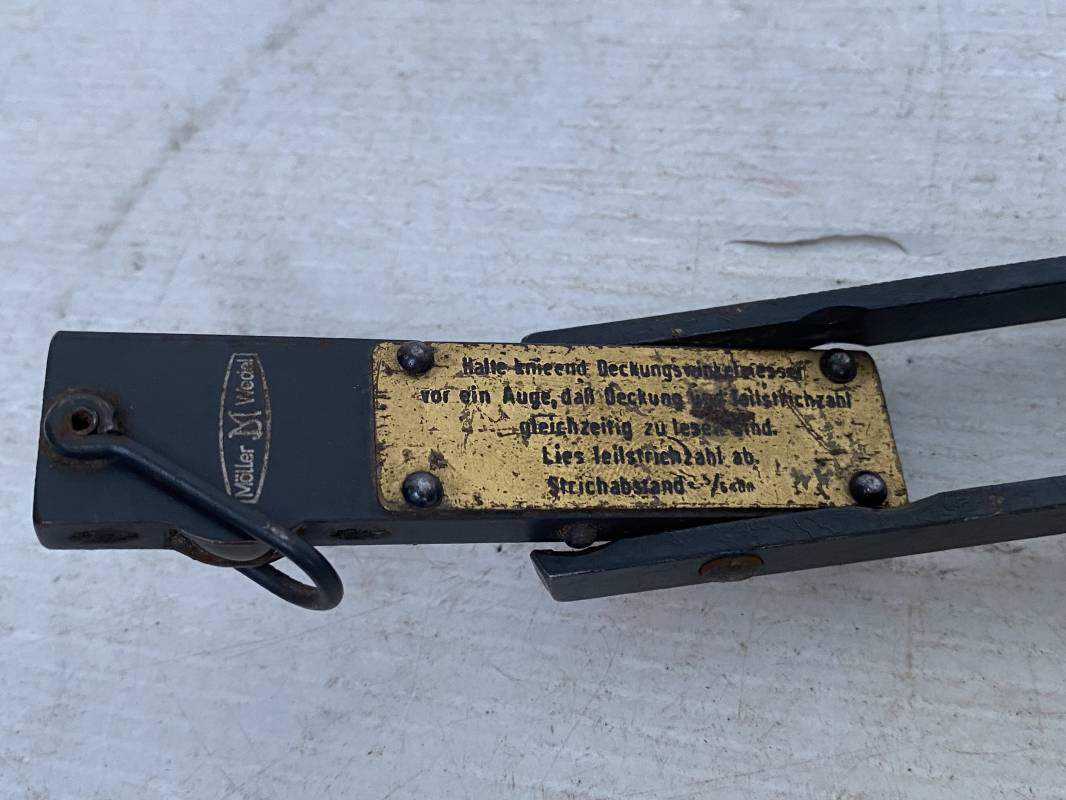 Möller M Wedel
Halte knieend Deckungswinkelmesser
vor ein Auge, daß Deckung und Teilstrichzahl
gleichzeitig zu lesen sind.
Lies Teilstrichzahl ab.
Strichabstand